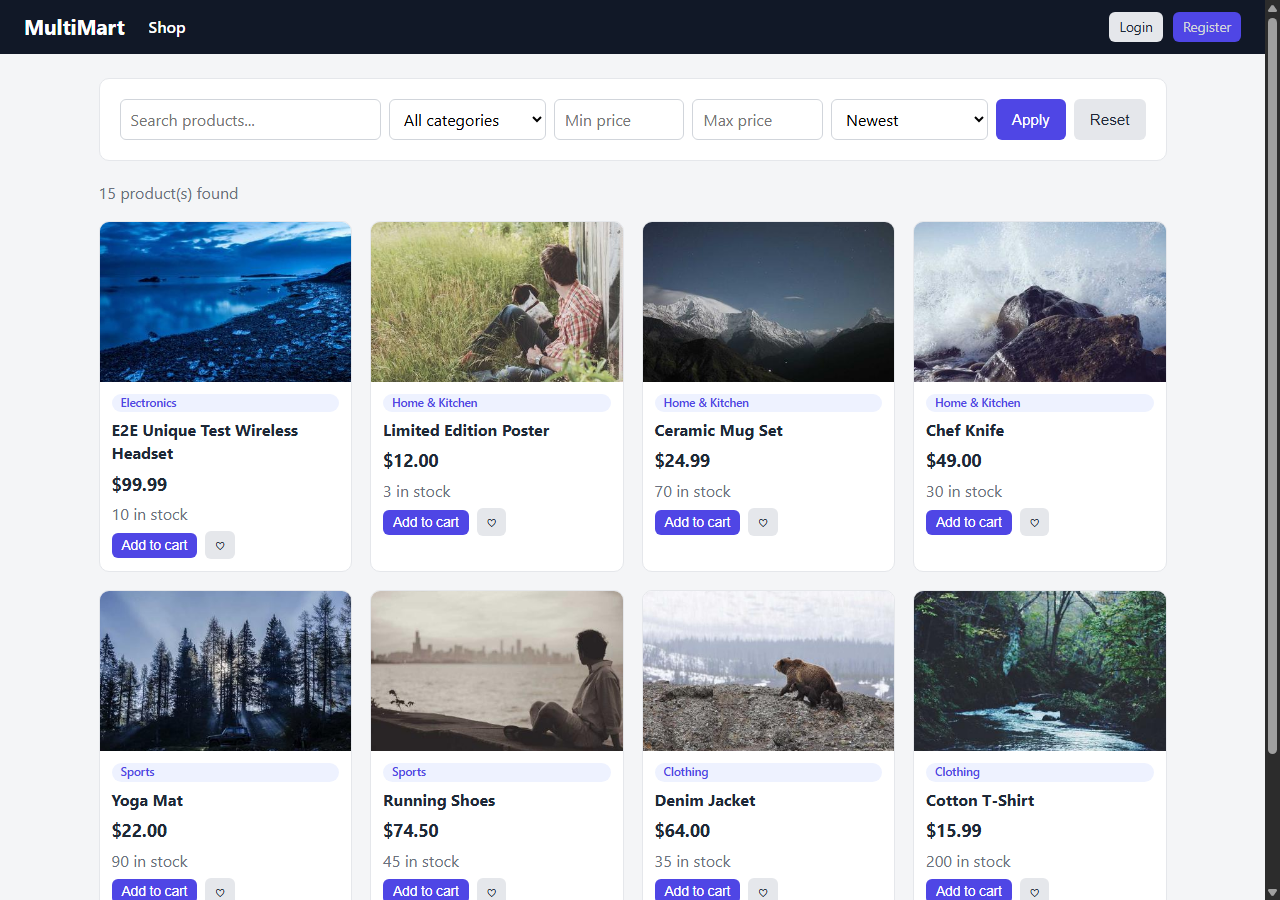 MultiMart Shop Login Register
Search products... All categories Min price Max price Newest Apply Reset
15 product(s) found
Electronics
E2E Unique Test Wireless
Headset
$99.99
10 in stock
Add to cart
Home & Kitchen
Limited Edition Poster
$12.00
3 in stock
Add to cart
Home & Kitchen
Ceramic Mug Set
$24.99
70 in stock
Add to cart
Home & Kitchen
Chef Knife
$49.00
30 in stock
Add to cart
Sports
Yoga Mat
$22.00
90 in stock
Add to cart
Sports
Running Shoes
$74.50
45 in stock
Add to cart
Clothing
Denim Jacket
$64.00
35 in stock
Add to cart
Clothing
Cotton T-Shirt
$15.99
200 in stock
Add to cart